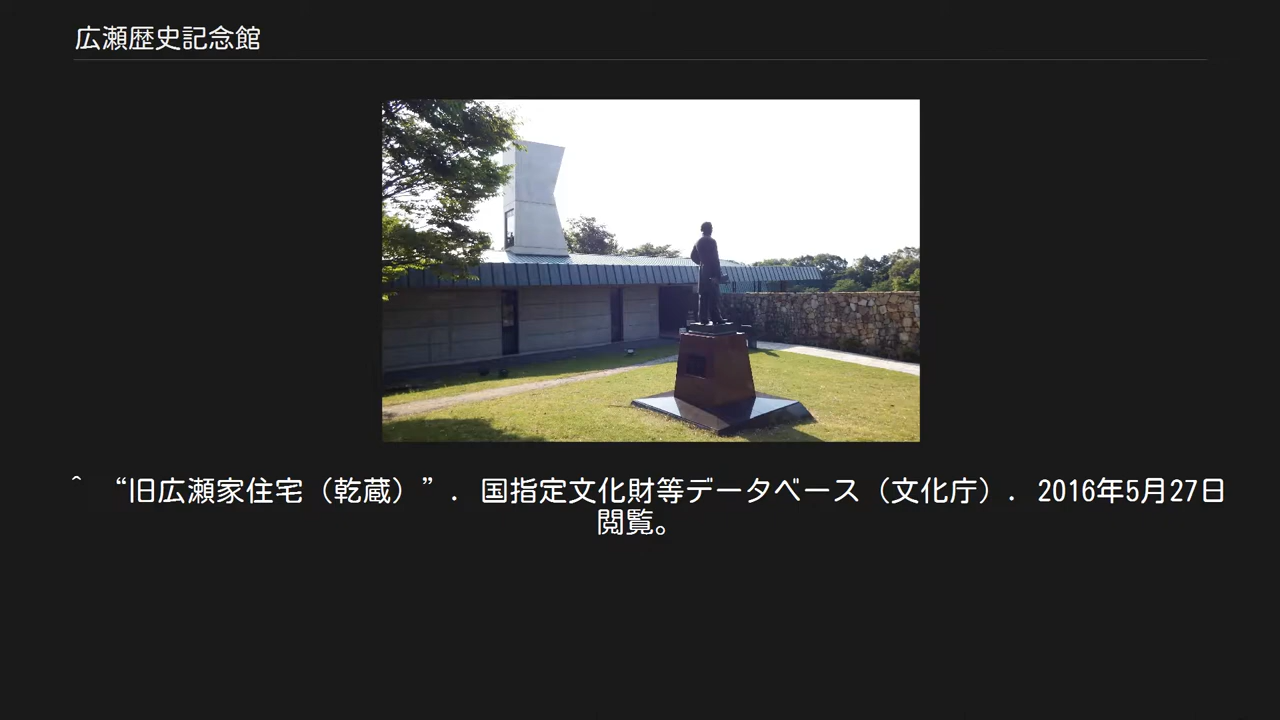 広瀬歴史記念館
^ “旧広瀬家住宅（乾蔵）”. 国指定文化財等データベース（文化庁）. 2016年5月27日
閲覧。